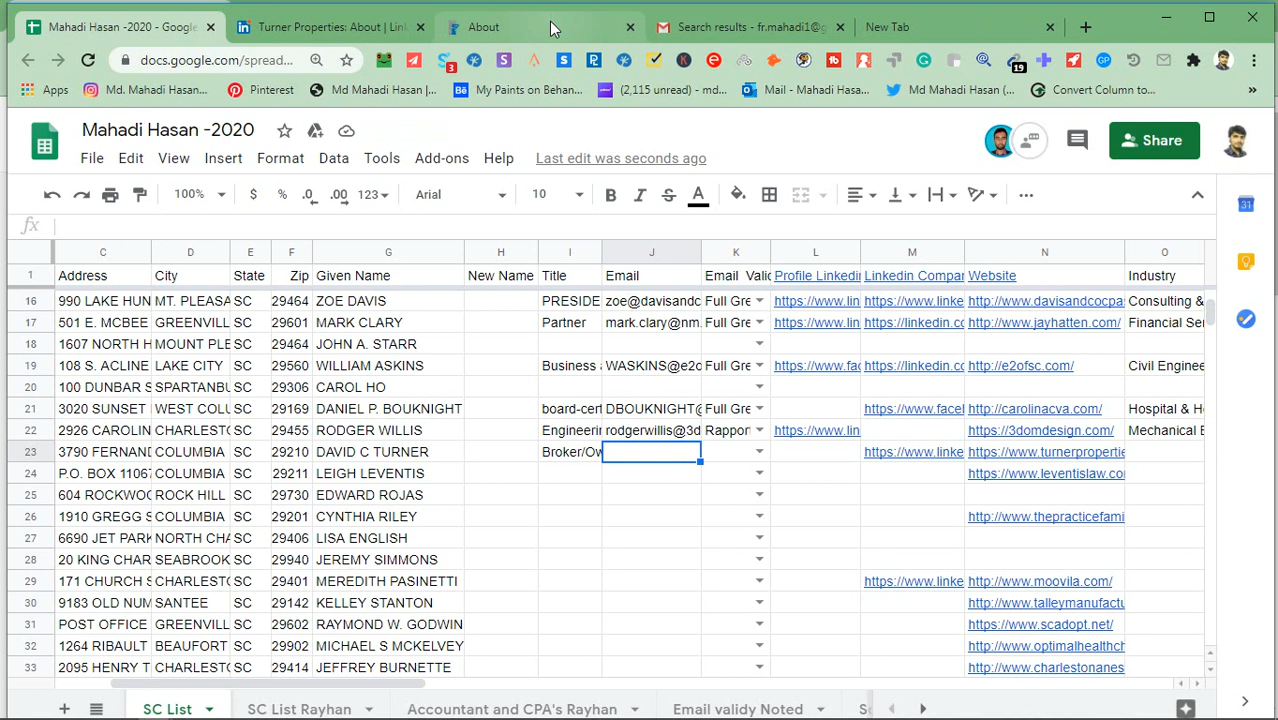 Mahadi Hasan -2020 - Google Turner Properties: About | Lin About Search results - fr.mahadi1@g New Tab
docs.google.com/spread...
3 19
Apps Md. Mahadi Hasan... Pinterest Md Mahadi Hasan |... My Paints on Behan... (2,115 unread) - md... Mail - Mahadi Hasa... Md Mahadi Hasan (... Convert Column to...
Mahadi Hasan -2020
File Edit View Insert Format Data Tools Add-ons Help Last edit was seconds ago
Share
100% $ % .0 .00 123 Arial 10 B I S A
fx
C D E F G H I J K L M N O
1 Address City State Zip Given Name New Name Title Email Email Valid Profile Linkedin Linkedin Compar Website Industry
16 990 LAKE HUN MT. PLEASA SC 29464 ZOE DAVIS PRESIDE zoe@davisandc Full Gre https://www.lin https://www.linke http://www.davisandcocpa Consulting &
17 501 E. MCBEE GREENVILL SC 29601 MARK CLARY Partner mark.clary@nm. Full Gre https://www.lin https://linkedin.cc http://www.jayhatten.com/ Financial Ser
18 1607 NORTH H MOUNT PLE SC 29464 JOHN A. STARR
19 108 S. ACLINE LAKE CITY SC 29560 WILLIAM ASKINS Business a WASKINS@e2o Full Gre https://www.fac https://linkedin.cc http://e2ofsc.com/ Civil Engine
20 100 DUNBAR S SPARTANBU SC 29306 CAROL HO
21 3020 SUNSET WEST COLU SC 29169 DANIEL P. BOUKNIGHT board-cert DBOUKNIGHT@ Full Gre https://www.facel http://carolinacva.com/ Hospital & H
22 2926 CAROLIN CHARLEST SC 29455 RODGER WILLIS Engineerin rodgerwillis@3d Rapport https://www.lin https://3domdesign.com/ Mechanical E
23 3790 FERNAND COLUMBIA SC 29210 DAVID C TURNER Broker/Ow https://www.linke https://www.turnerpropertie
24 P.O. BOX 11067 COLUMBIA SC 29211 LEIGH LEVENTIS http://www.leventislaw.co
25 604 ROCKWOC ROCK HILL SC 29730 EDWARD ROJAS
26 1910 GREGG S COLUMBIA SC 29201 CYNTHIA RILEY http://www.thepracticefami
27 6690 JET PARK NORTH CHA SC 29406 LISA ENGLISH
28 20 KING CHAR SEABROOK SC 29940 JEREMY SIMMONS
29 171 CHURCH S CHARLEST SC 29401 MEREDITH PASINETTI https://www.linke http://www.moovila.com/
30 9183 OLD NUM SANTEE SC 29142 KELLEY STANTON http://www.talleymanufactu
31 POST OFFICE GREENVILL SC 29602 RAYMOND W. GODWIN https://www.scadopt.net/
32 1264 RIBAULT BEAUFORT SC 29902 MICHAEL S MCKELVEY http://www.optimalhealthch
33 2095 HENRY T CHARLEST SC 29414 JEFFREY BURNETTE http://www.charlestonanes
SC List SC List Rayhan Accountant and CPA's Rayhan Email validy Noted